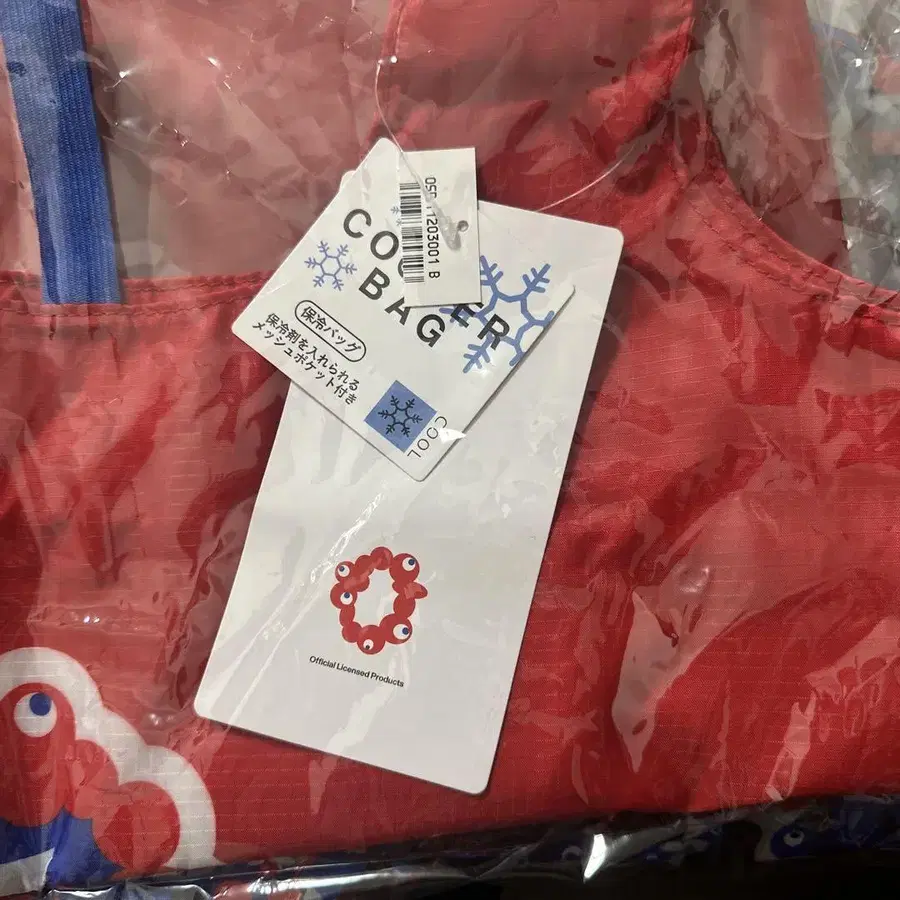 1203001 B
COOLER
BAG
保冷バッグ
保冷剤を入れられる
メッシュポケット付き
COOL
Official Licensed Products